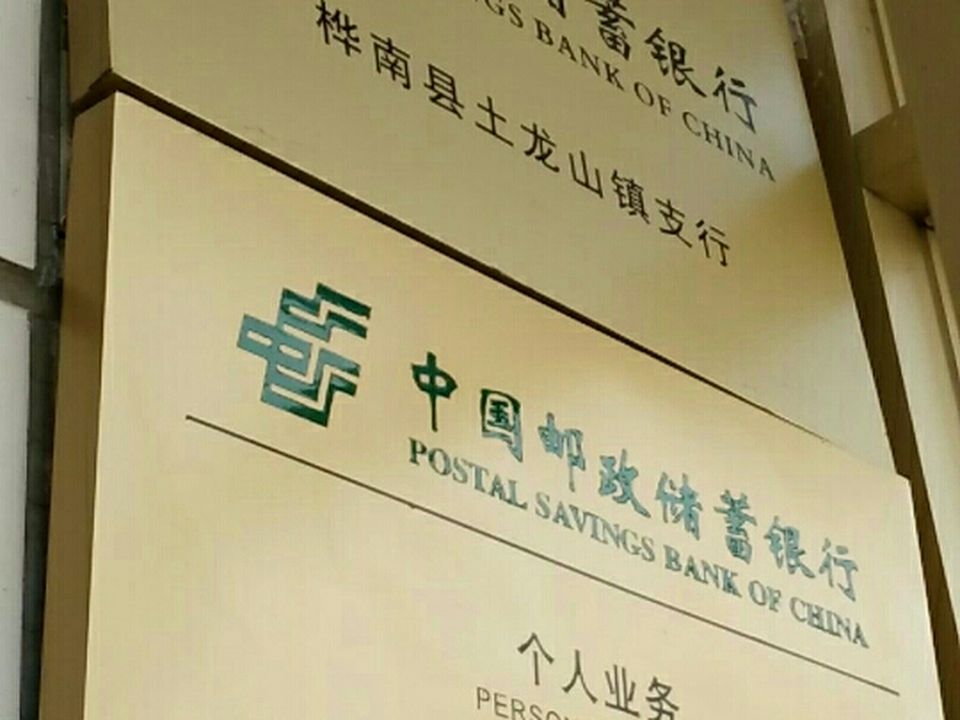 蓄银行
GS BANK OF CHINA
桦南县土龙山镇支行
中国邮政储蓄银行
POSTAL SAVINGS BANK OF CHINA
个人业务